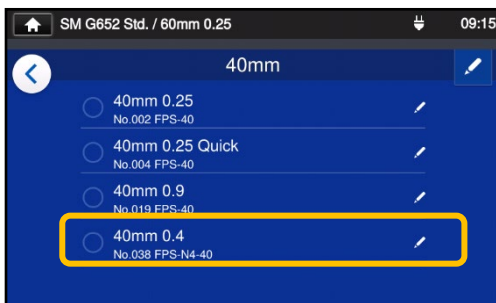 SM G652 Std. / 60mm 0.25 09:15
40mm
40mm 0.25
No.002 FPS-40
40mm 0.25 Quick
No.004 FPS-40
40mm 0.9
No.019 FPS-40
40mm 0.4
No.038 FPS-N4-40